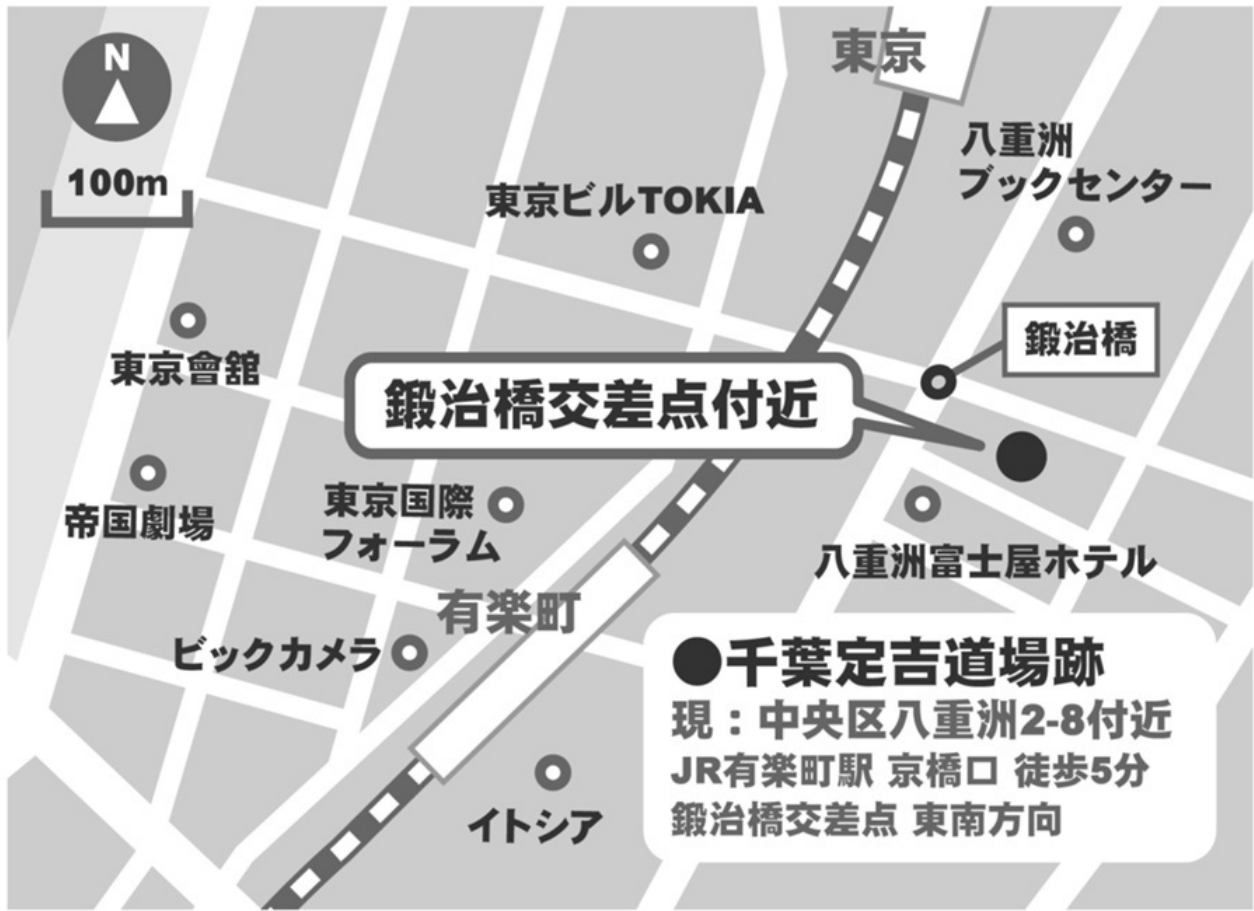 N
100m
東京
八重洲
ブックセンター
東京ビルTOKIA
鍛冶橋
東京會舘
鍛冶橋交差点付近
帝国劇場
東京国際
フォーラム
八重洲富士屋ホテル
有楽町
ビックカメラ
イトシア
●千葉定吉道場跡
現：中央区八重洲2-8付近
JR有楽町駅 京橋口 徒歩5分
鍛冶橋交差点 東南方向